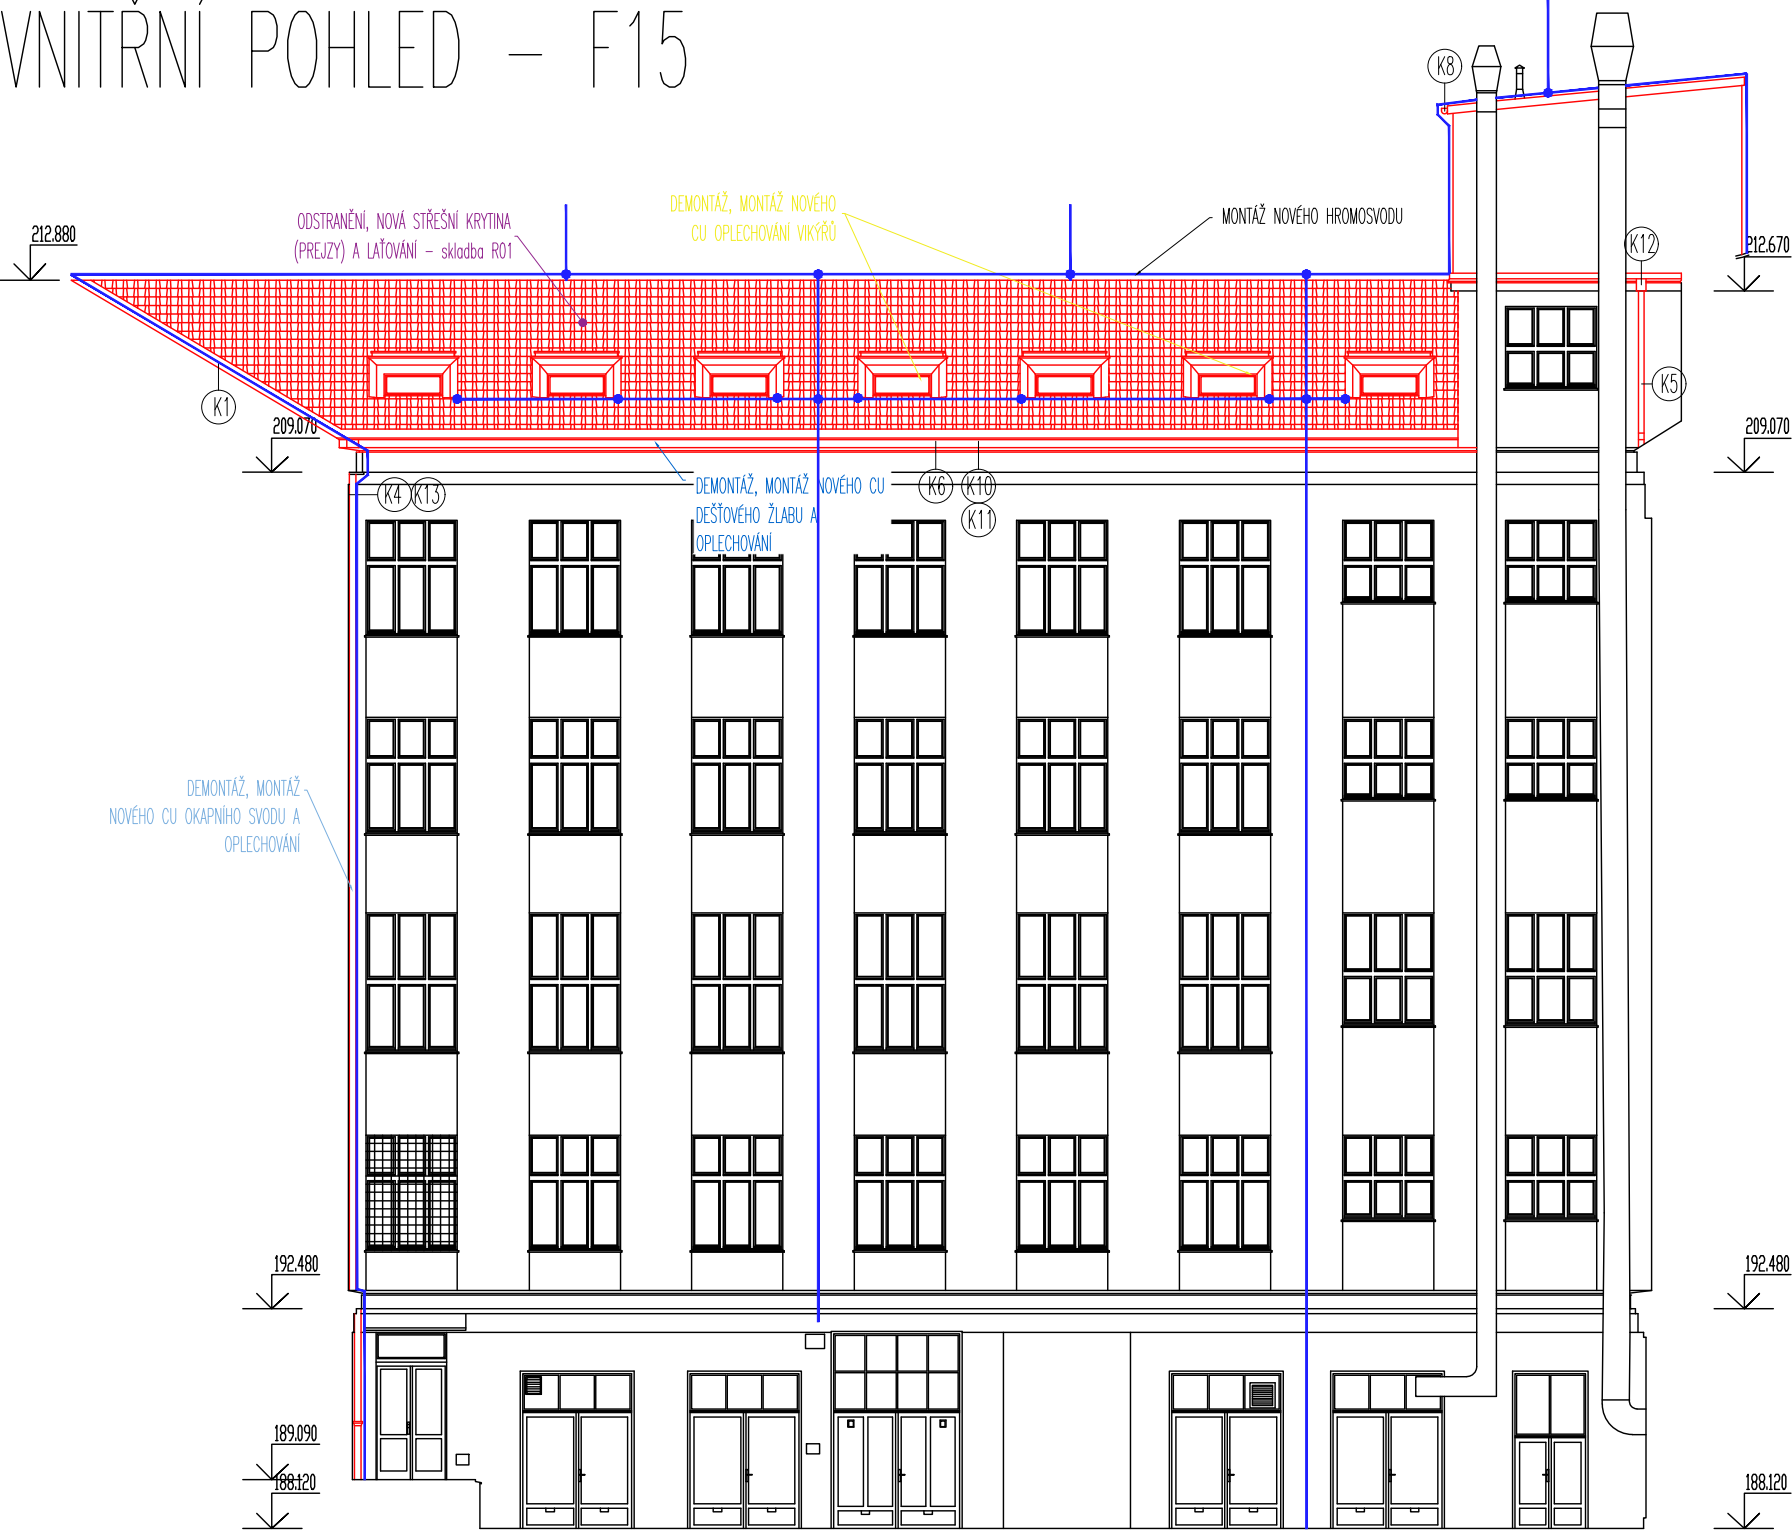 VNITŘNÍ POHLED – F15
K8
ODSTRANĚNÍ, NOVÁ STŘEŠNÍ KRYTINA
(PREJZY) A LAŤOVÁNÍ – skladba R01
DEMONTÁŽ, MONTÁŽ NOVÉHO
CU OPLECHOVÁNÍ VIKÝŘŮ
MONTÁŽ NOVÉHO HROMOSVODU
212.880
K12
212.670
K1
K5
209.070
209.070
K4
K13
DEMONTÁŽ, MONTÁŽ NOVÉHO CU
DEŠŤOVÉHO ŽLABU A
OPLECHOVÁNÍ
K6
K10
K11
DEMONTÁŽ, MONTÁŽ
NOVÉHO CU OKAPNÍHO SVODU A
OPLECHOVÁNÍ
192.480
192.480
189.090
188.120
188.120